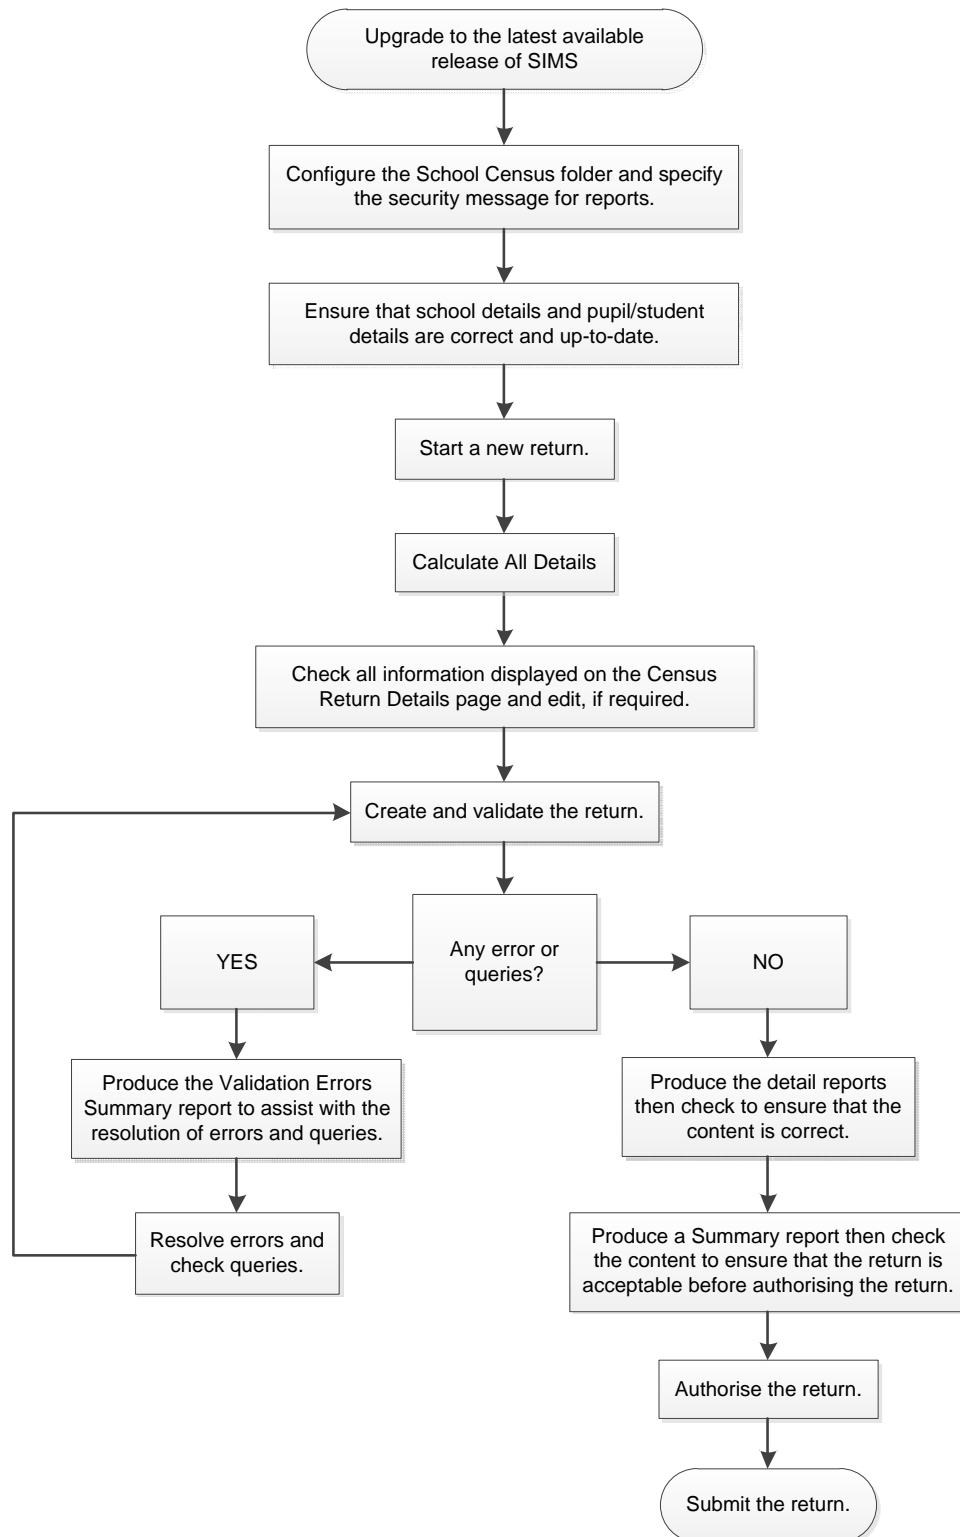 Upgrade to the latest available
release of SIMS
Configure the School Census folder and specify
the security message for reports.
Ensure that school details and pupil/student
details are correct and up-to-date.
Start a new return.
Calculate All Details
Check all information displayed on the Census
Return Details page and edit, if required.
Create and validate the return.
Any error or
queries?
YES
NO
Produce the Validation Errors
Summary report to assist with the
resolution of errors and queries.
Resolve errors and
check queries.
Produce the detail reports
then check to ensure that the
content is correct.
Produce a Summary report then check
the content to ensure that the return is
acceptable before authorising the return.
Authorise the return.
Submit the return.